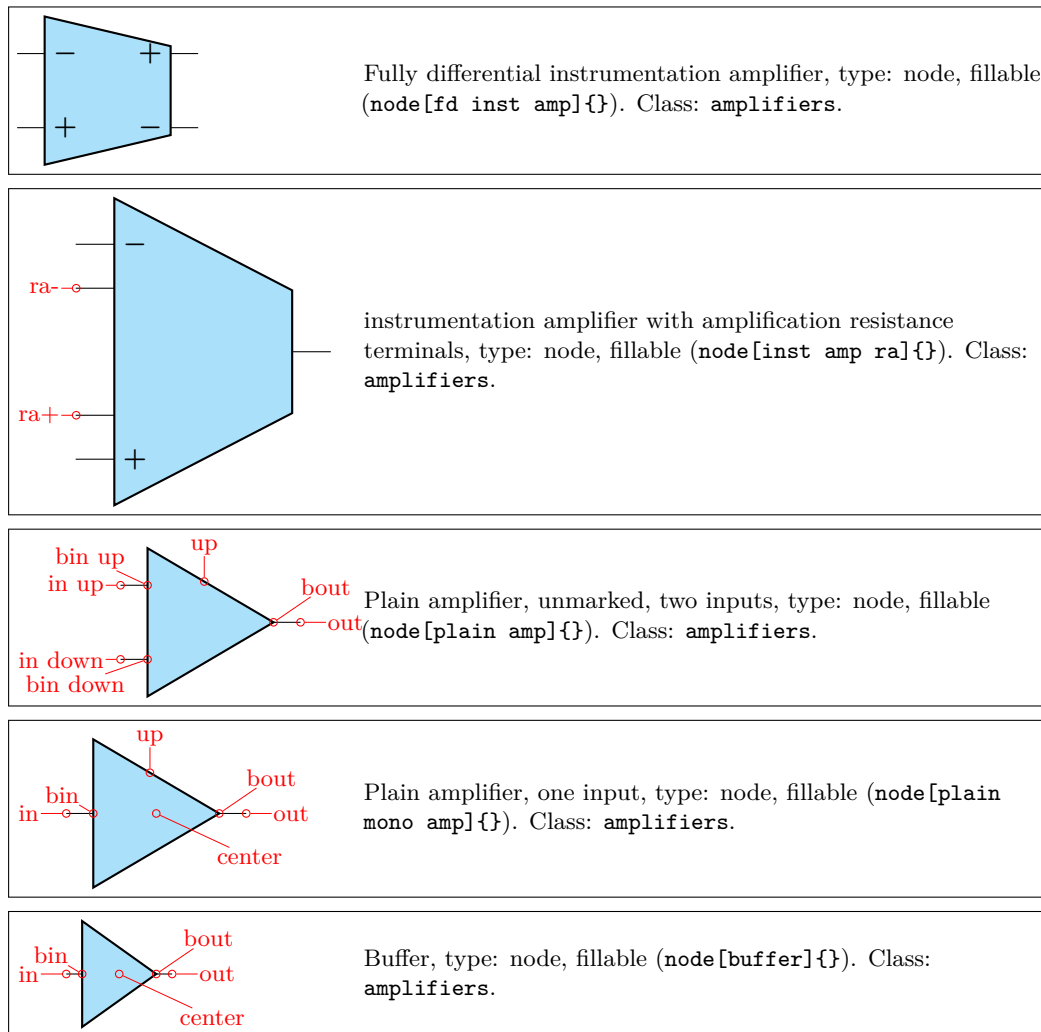 − +
+ −
Fully differential instrumentation amplifier, type: node, fillable
(node[fd inst amp]{}). Class: amplifiers.
−
ra-
ra+
+
instrumentation amplifier with amplification resistance
terminals, type: node, fillable (node[inst amp ra]{}). Class:
amplifiers.
up
bin up
in up
bout
out
in down
bin down
Plain amplifier, unmarked, two inputs, type: node, fillable
(node[plain amp]{}). Class: amplifiers.
up
bin
bout
in
out
center
Plain amplifier, one input, type: node, fillable (node[plain
mono amp]{}). Class: amplifiers.
bout
bin
in
out
center
Buffer, type: node, fillable (node[buffer]{}). Class:
amplifiers.